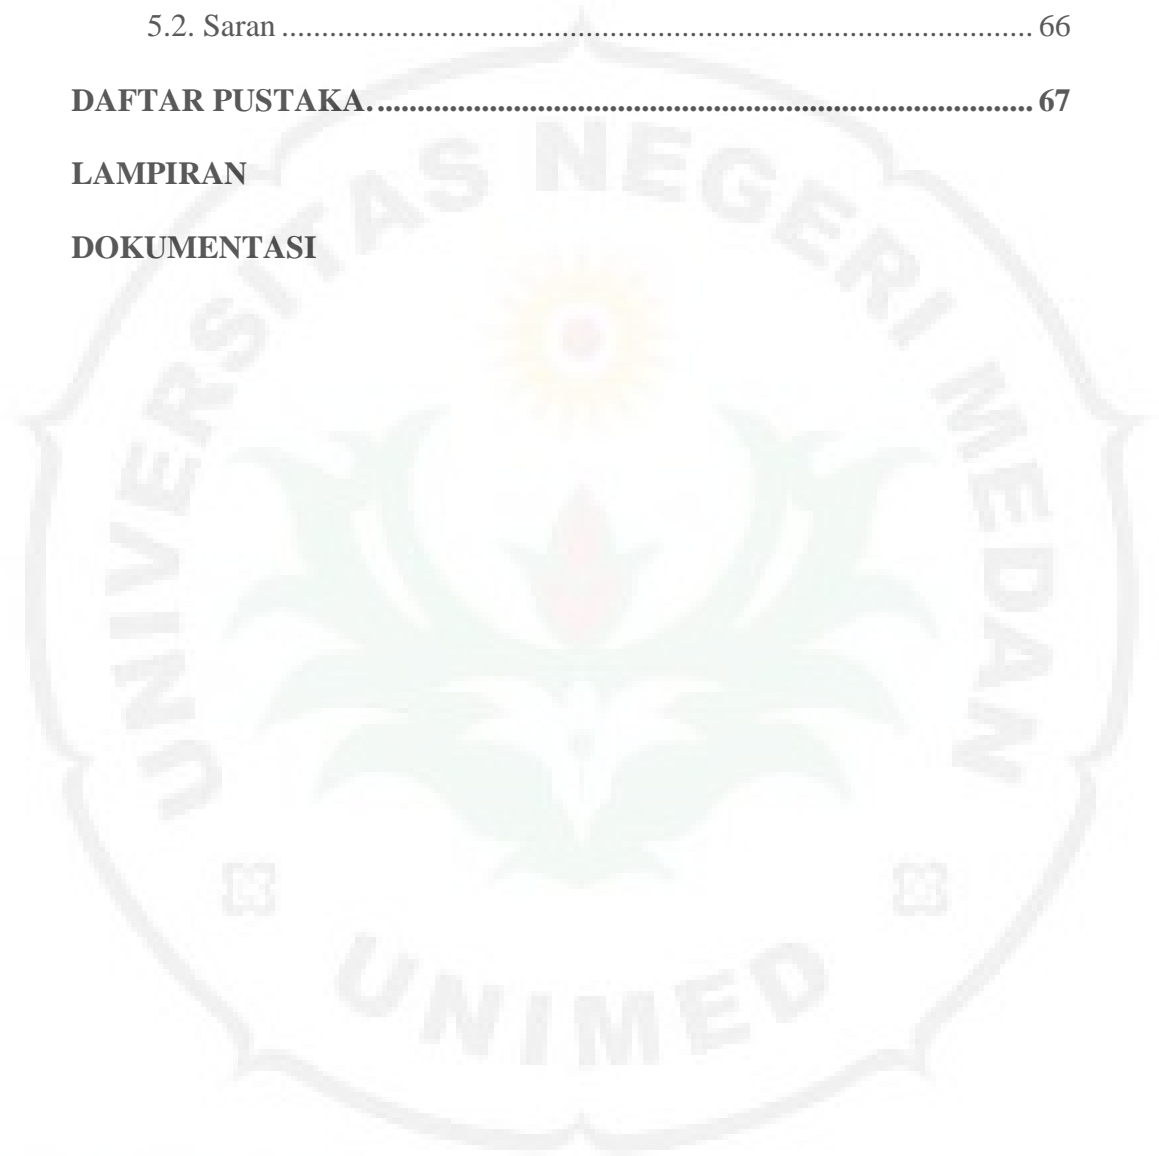 5.2. Saran ............................................................................................... 66
DAFTAR PUSTAKA................................................................................... 67
LAMPIRAN
DOKUMENTASI
UNIVERSITAS NEGERI MEDAN
UNIMED